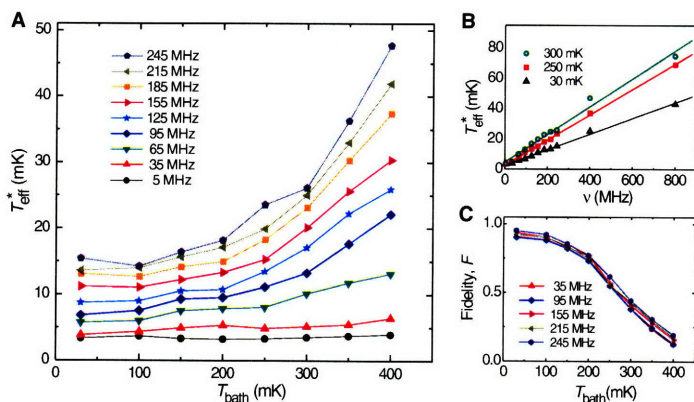 A
50
40
30
20
10
0
T*eff (mK)
245 MHz
215 MHz
185 MHz
155 MHz
125 MHz
95 MHz
65 MHz
35 MHz
5 MHz
0 50 100 150 200 250 300 350 400
Tbath (mK)
B
80
60
40
20
0
T*eff (mK)
300 mK
250 mK
30 mK
0 200 400 600 800
ν (MHz)
C
1.0
0.5
0.0
Fidelity, F
35 MHz
95 MHz
155 MHz
215 MHz
245 MHz
0 100 200 300 400
Tbath (mK)